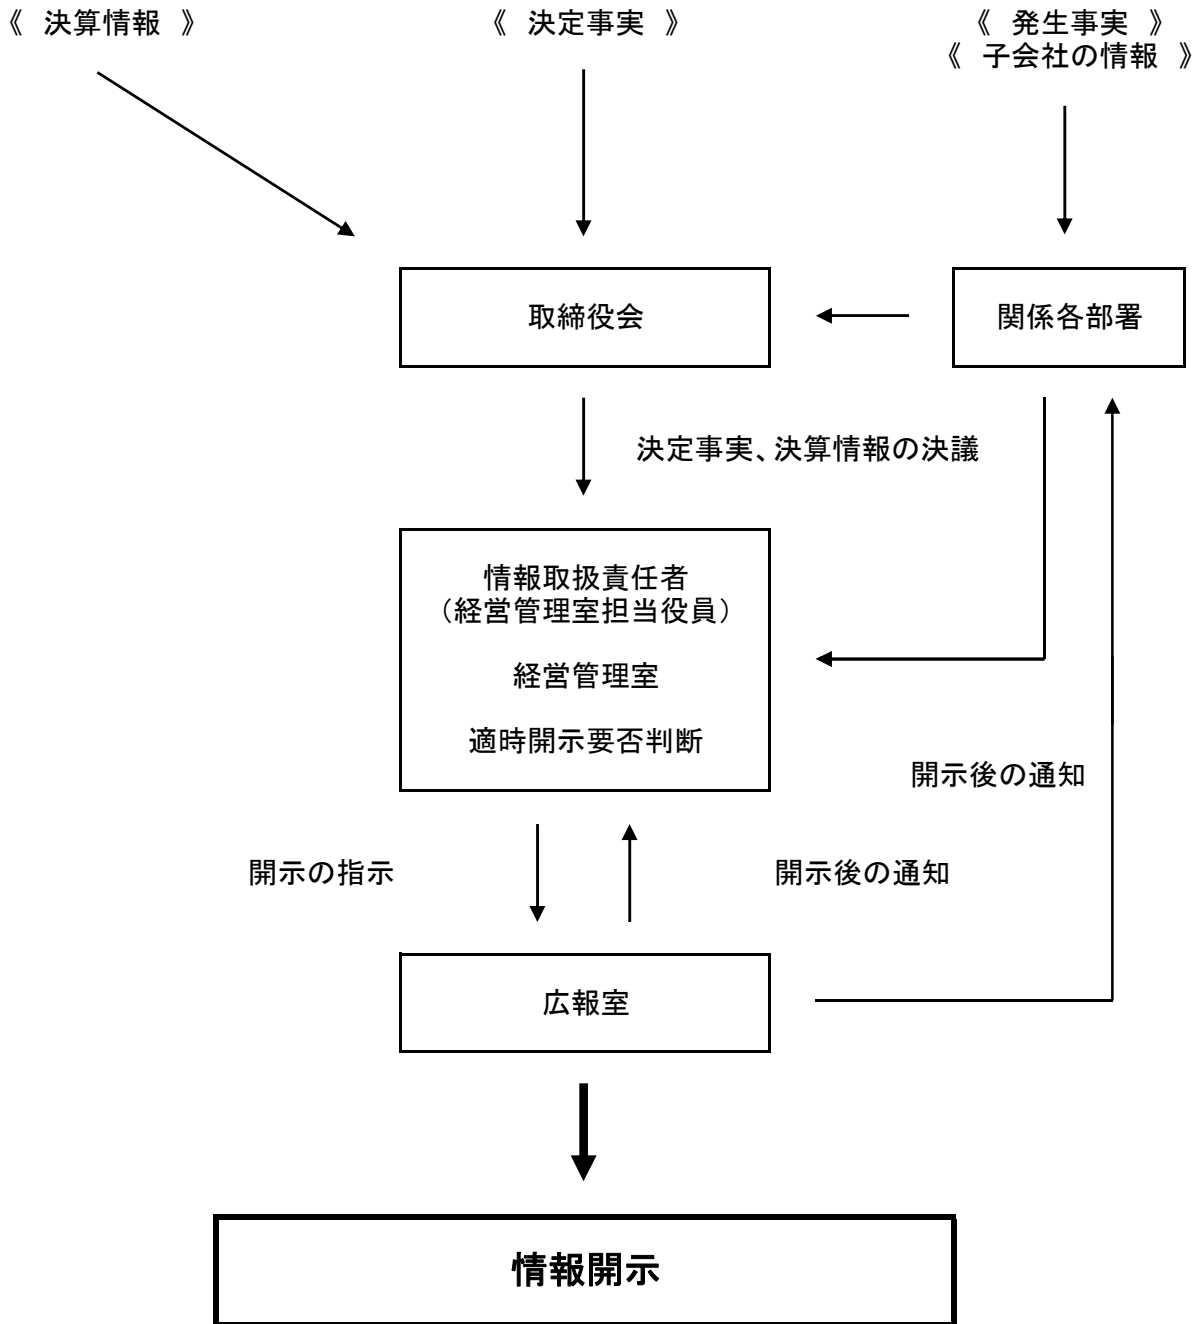 《 決算情報 》
《 決定事実 》
《 発生事実 》
《 子会社の情報 》
取締役会
関係各部署
決定事実、決算情報の決議
情報取扱責任者
（経営管理室担当役員）
経営管理室
適時開示要否判断
開示後の通知
開示の指示
開示後の通知
広報室
情報開示